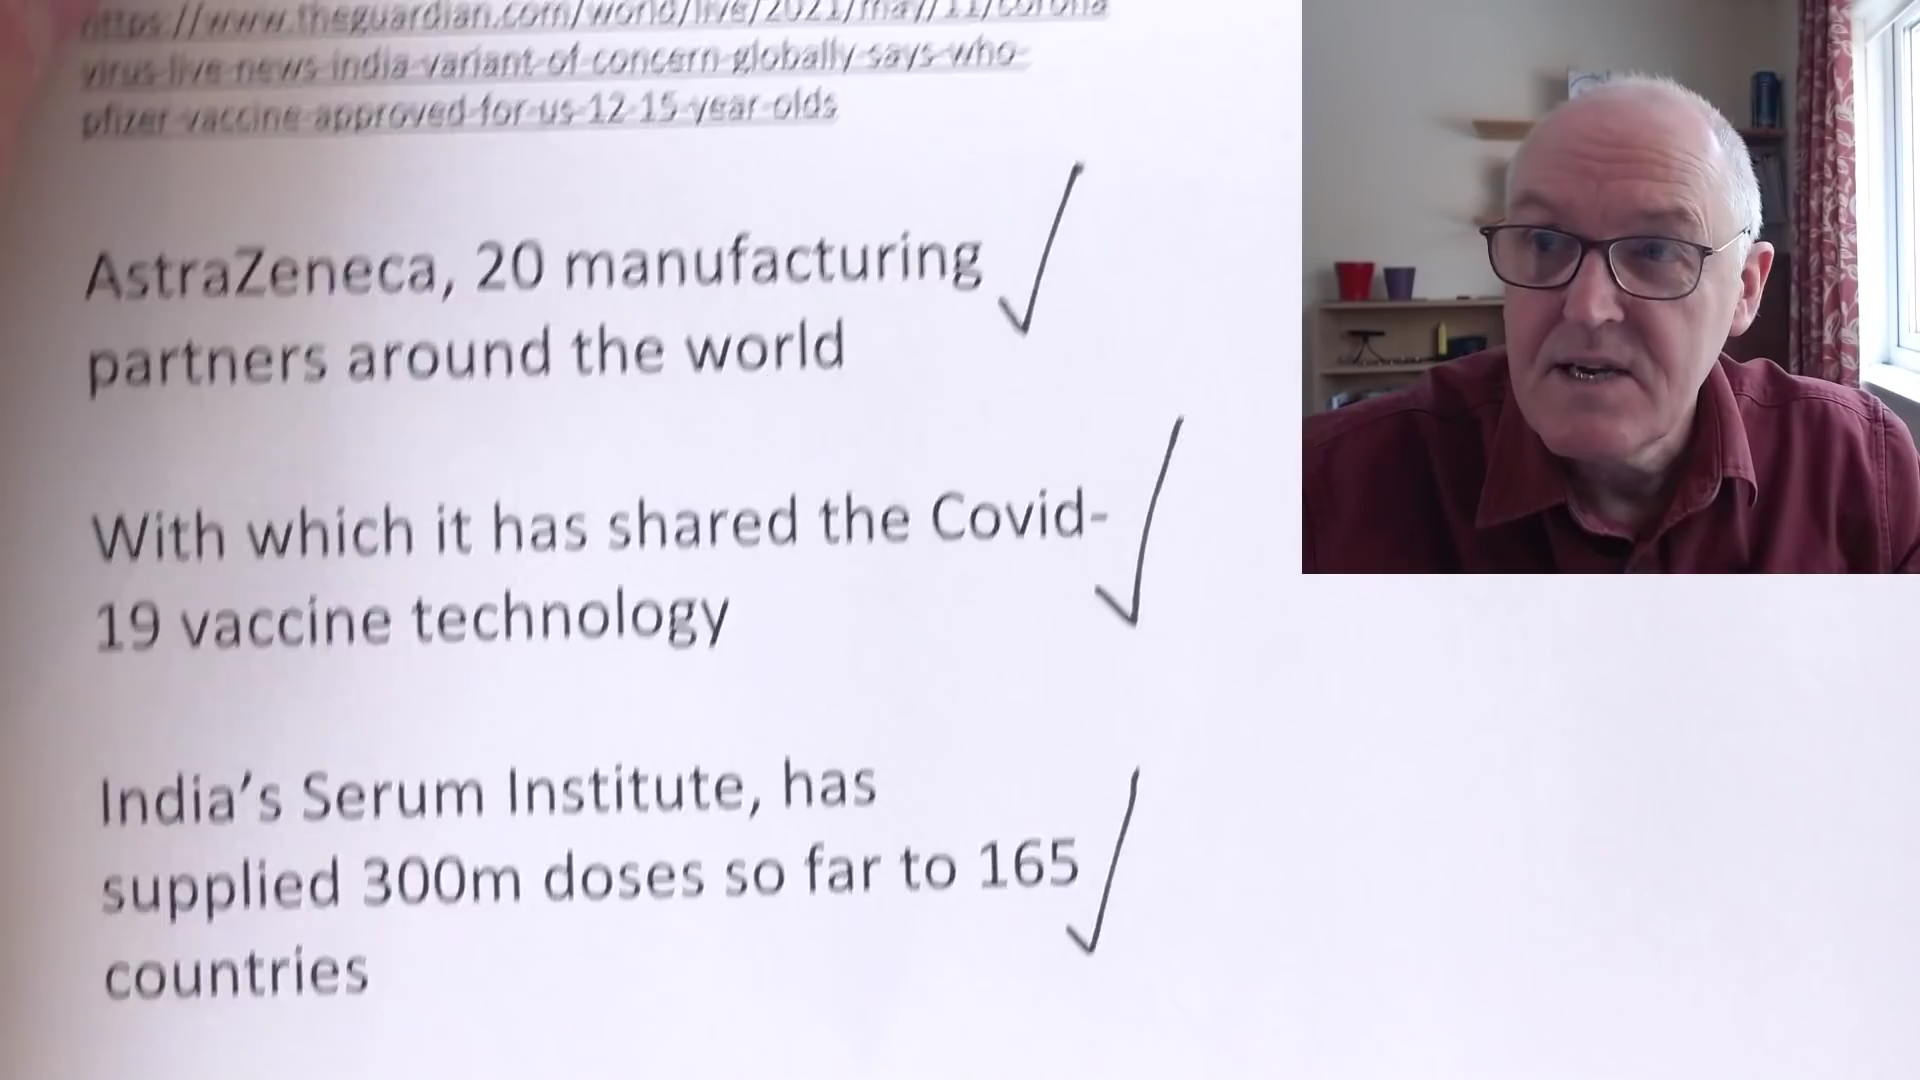 https://www.theguardian.com/world/live/2021/may/11/corona
virus-live-news-india-variant-of-concern-globally-says-who-
pfizer-vaccine-approved-for-us-12-15-year-olds
AstraZeneca, 20 manufacturing
partners around the world
With which it has shared the Covid-
19 vaccine technology
India’s Serum Institute, has
supplied 300m doses so far to 165
countries